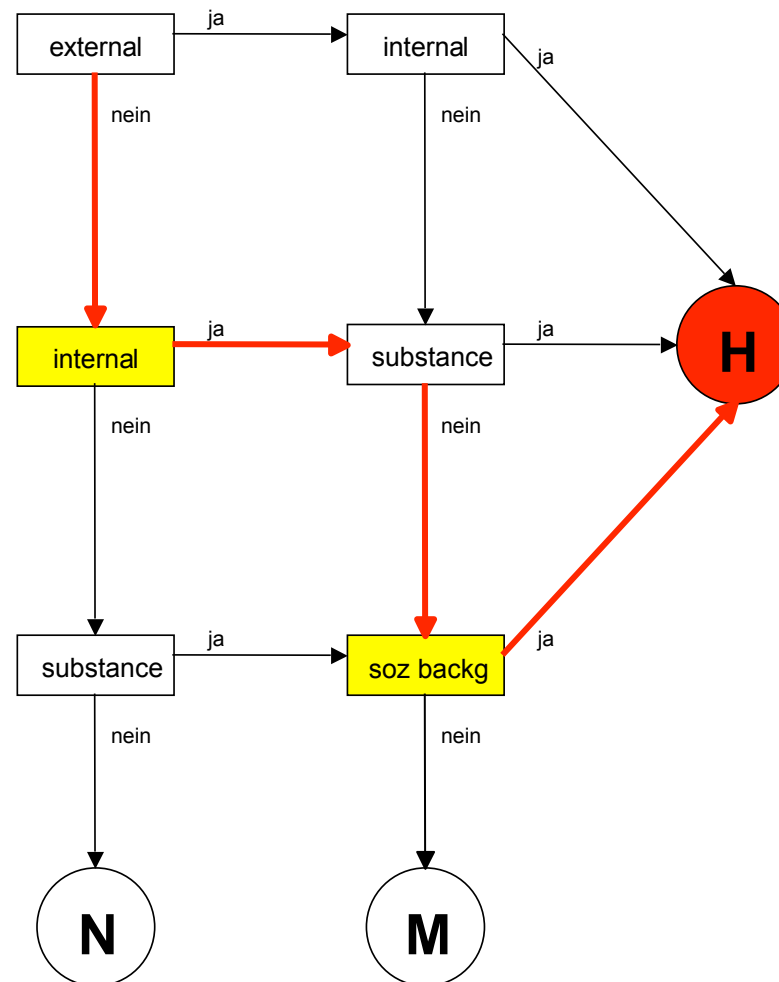 external
ja
internal
ja
nein
nein
internal
ja
substance
ja
H
nein
nein
substance
ja
soz backg
ja
nein
nein
N
M